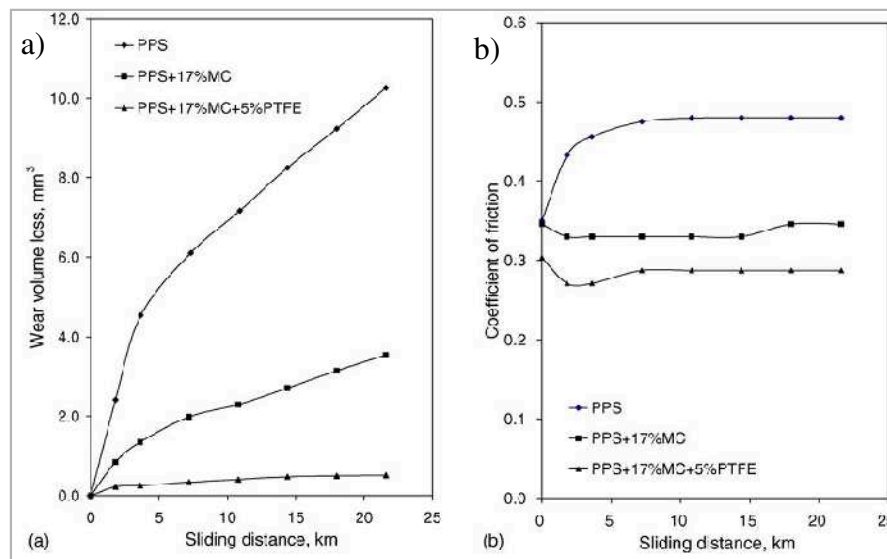 a)
12.0
10.0
8.0
6.0
4.0
2.0
0.0
Wear volume loss, mm³
PPS
PPS+17%MC
PPS+17%MC+5%PTFE
0 5 10 15 20 25
Sliding distance, km
(a)
b)
0.6
0.5
0.4
0.3
0.2
0.1
0.0
Coefficient of friction
PPS
PPS+17%MC
PPS+17%MC+5%PTFE
0 5 10 15 20 25
Sliding distance, km
(b)